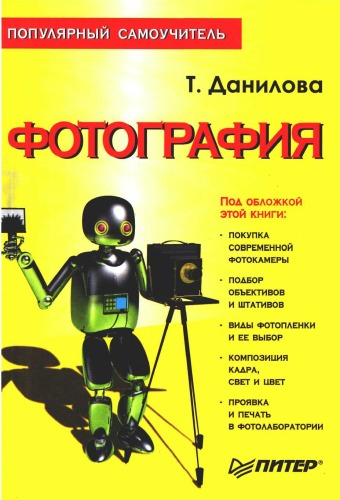 ПОПУЛЯРНЫЙ САМОУЧИТЕЛЬ
Т. Данилова
ФОТОГРАФИЯ
Под обложкой
этой книги:
• ПОКУПКА
СОВРЕМЕННОЙ
ФОТОКАМЕРЫ
• ПОДБОР
ОБЪЕКТИВОВ
И ШТАТИВОВ
• ВИДЫ ФОТОПЛЕНКИ
И ЕЕ ВЫБОР
• КОМПОЗИЦИЯ
КАДРА,
СВЕТ И ЦВЕТ
• ПРОЯВКА
И ПЕЧАТЬ
В ФОТОЛАБОРАТОРИИ
ПИТЕР®